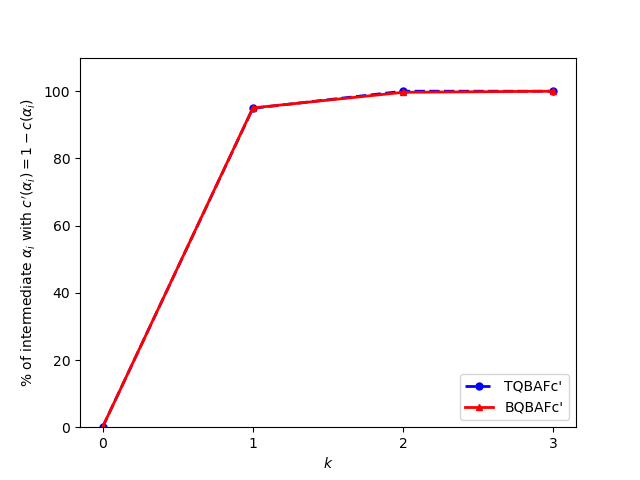 % of intermediate αᵢ with c′(αᵢ) = 1 − c(αᵢ)
100
80
60
40
20
0
0 1 2 3
k
TQBAFc'
BQBAFc'